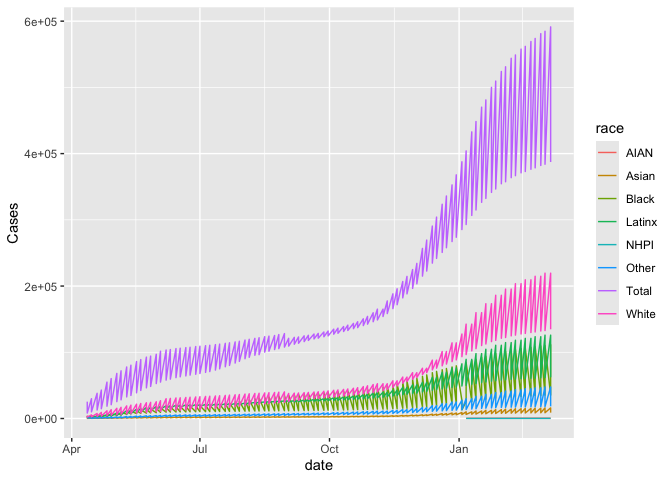 6e+05
4e+05
2e+05
0e+00
Cases
Apr
Jul
Oct
Jan
date
race
AIAN
Asian
Black
Latinx
NHPI
Other
Total
White